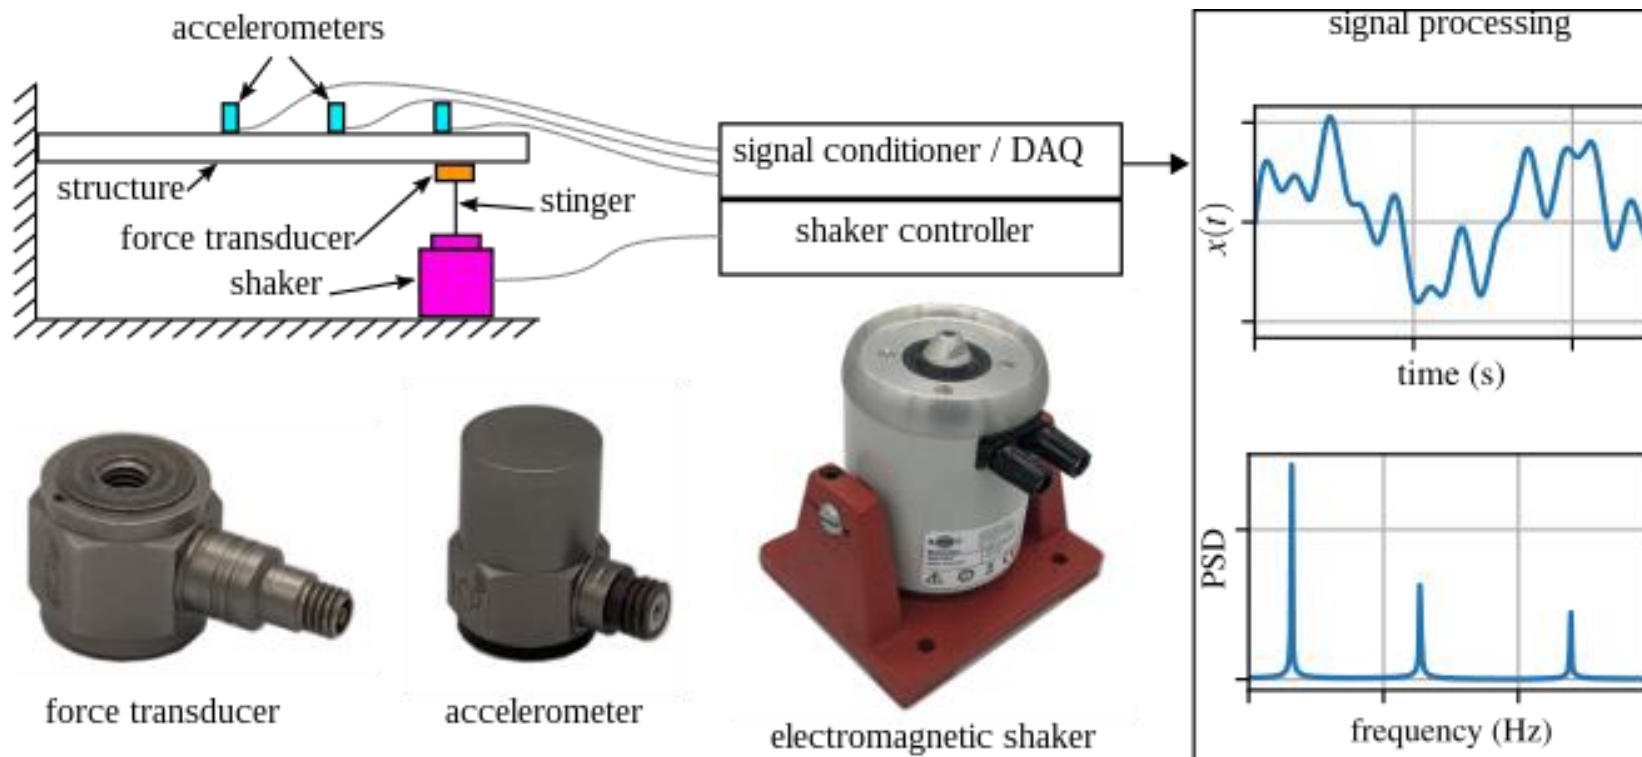 accelerometers
signal processing
signal conditioner / DAQ
structure
stinger
force transducer
shaker controller
shaker
x(t)
time (s)
PSD
force transducer
accelerometer
electromagnetic shaker
frequency (Hz)